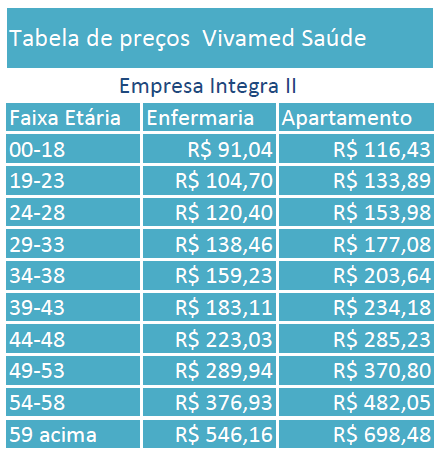 Tabela de preços Vivamed Saúde
Empresa Integra II
Faixa Etária Enfermaria Apartamento
00-18 R$ 91,04 R$ 116,43
19-23 R$ 104,70 R$ 133,89
24-28 R$ 120,40 R$ 153,98
29-33 R$ 138,46 R$ 177,08
34-38 R$ 159,23 R$ 203,64
39-43 R$ 183,11 R$ 234,18
44-48 R$ 223,03 R$ 285,23
49-53 R$ 289,94 R$ 370,80
54-58 R$ 376,93 R$ 482,05
59 acima R$ 546,16 R$ 698,48